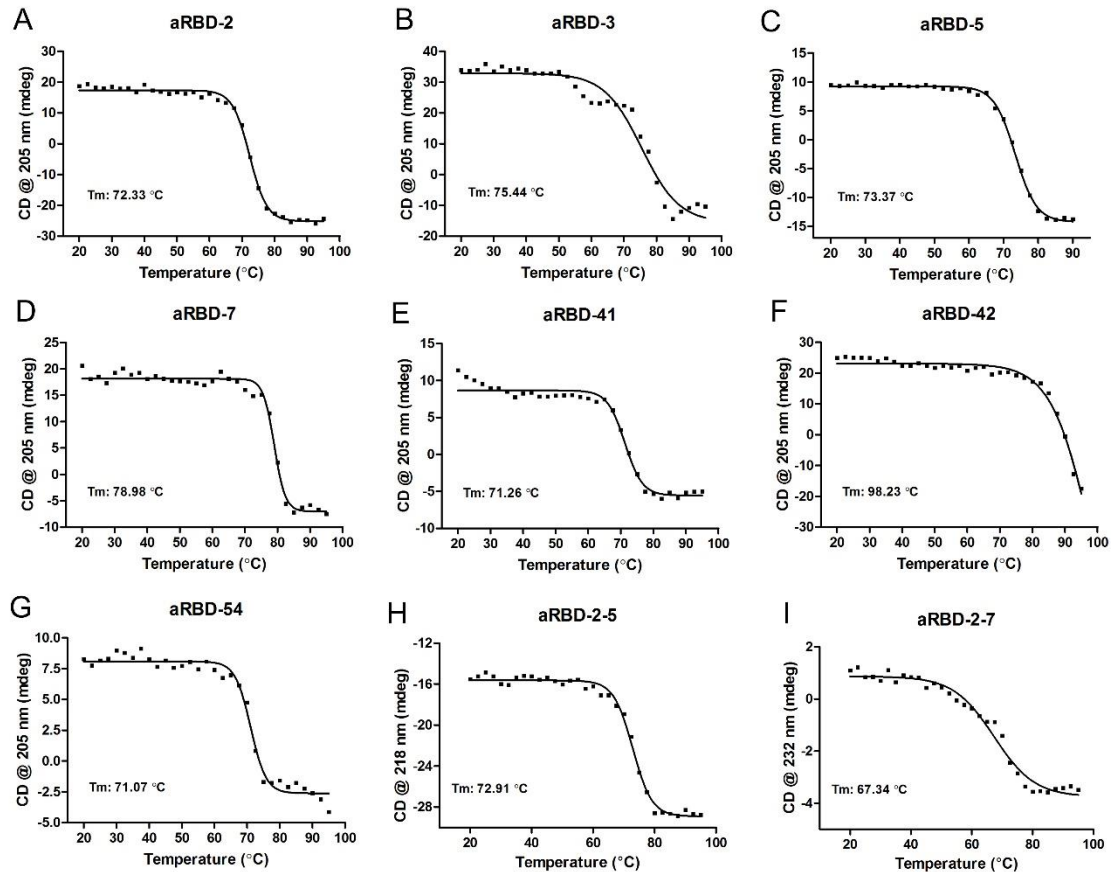 A
aRBD-2
CD @ 205 nm (mdeg)
30
20
10
0
-10
-20
-30
Tm: 72.33 °C
20 30 40 50 60 70 80 90 100
Temperature (°C)
B
aRBD-3
CD @ 205 nm (mdeg)
50
40
30
20
10
0
-10
-20
Tm: 75.44 °C
20 30 40 50 60 70 80 90 100
Temperature (°C)
C
aRBD-5
CD @ 205 nm (mdeg)
15
10
5
0
-5
-10
-15
Tm: 73.37 °C
20 30 40 50 60 70 80 90 100
Temperature (°C)
D
aRBD-7
CD @ 205 nm (mdeg)
25
20
15
10
5
0
-5
-10
Tm: 78.98 °C
20 30 40 50 60 70 80 90 100
Temperature (°C)
E
aRBD-41
CD @ 205 nm (mdeg)
15
10
5
0
-5
-10
Tm: 71.26 °C
20 30 40 50 60 70 80 90 100
Temperature (°C)
F
aRBD-42
CD @ 205 nm (mdeg)
40
30
20
10
0
-10
-20
-30
Tm: 98.23 °C
20 30 40 50 60 70 80 90 100
Temperature (°C)
G
aRBD-54
CD @ 205 nm (mdeg)
10.0
7.5
5.0
2.5
0.0
-2.5
-5.0
Tm: 71.07 °C
20 30 40 50 60 70 80 90 100
Temperature (°C)
H
aRBD-2-5
CD @ 218 nm (mdeg)
-12
-16
-20
-24
-28
Tm: 72.91 °C
20 40 60 80 100
Temperature (°C)
I
aRBD-2-7
CD @ 232 nm (mdeg)
2
0
-2
-4
Tm: 67.34 °C
20 40 60 80 100
Temperature (°C)